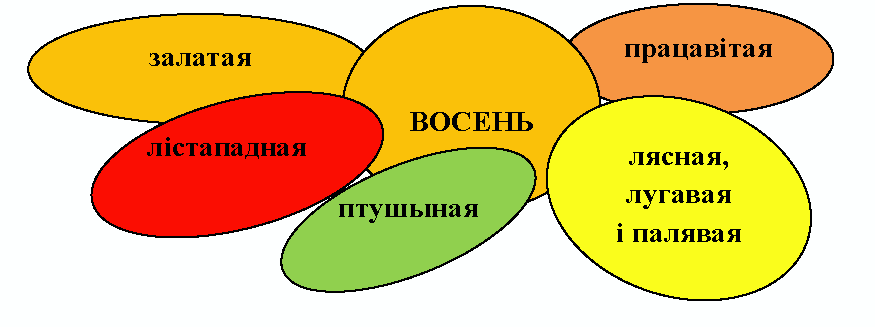 залатая
працавітая
ВОСЕНЬ
лістападная
птушыная
лясная,
лугавая
і палявая